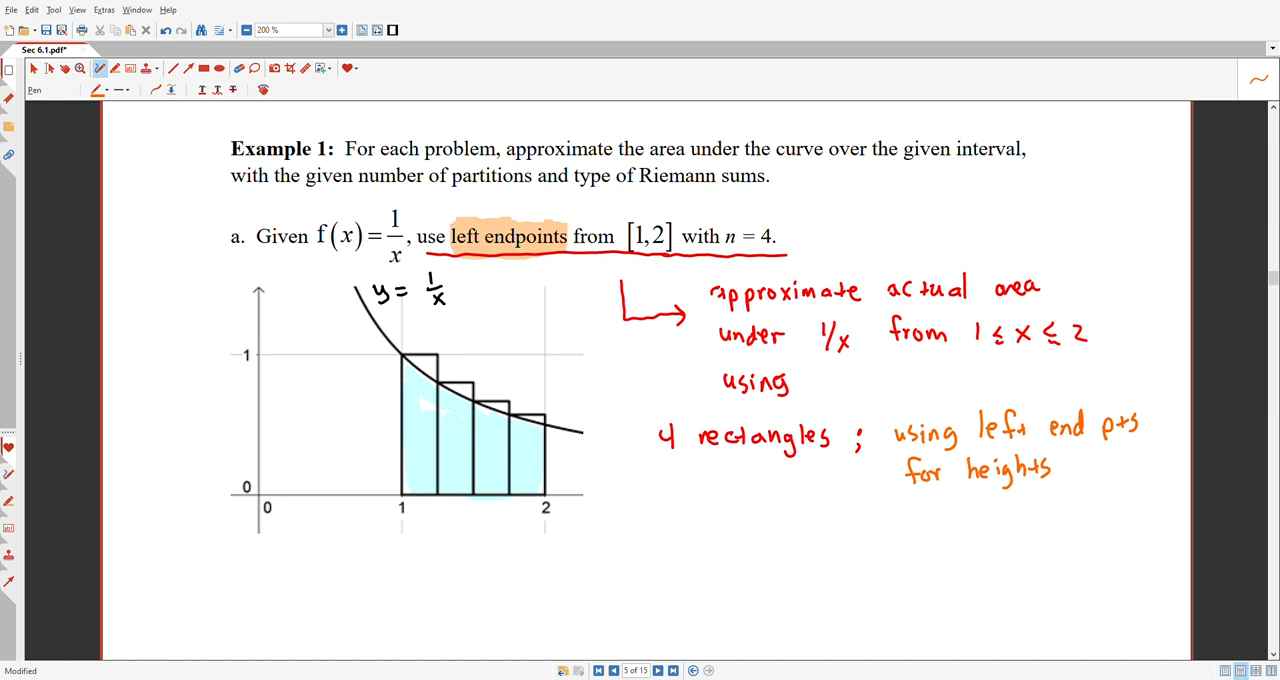 File Edit Tool View Extras Window Help
200 %
Sec 6.1.pdf*
Pen
Example 1: For each problem, approximate the area under the curve over the given interval,
with the given number of partitions and type of Riemann sums.
a. Given f(x) = 1/x, use left endpoints from [1,2] with n = 4.
y = 1/x
approximate actual area
under 1/x from 1 ≤ x ≤ 2
using
4 rectangles ; using left end pts
for heights
1
0
0 1 2
Modified
5 of 15